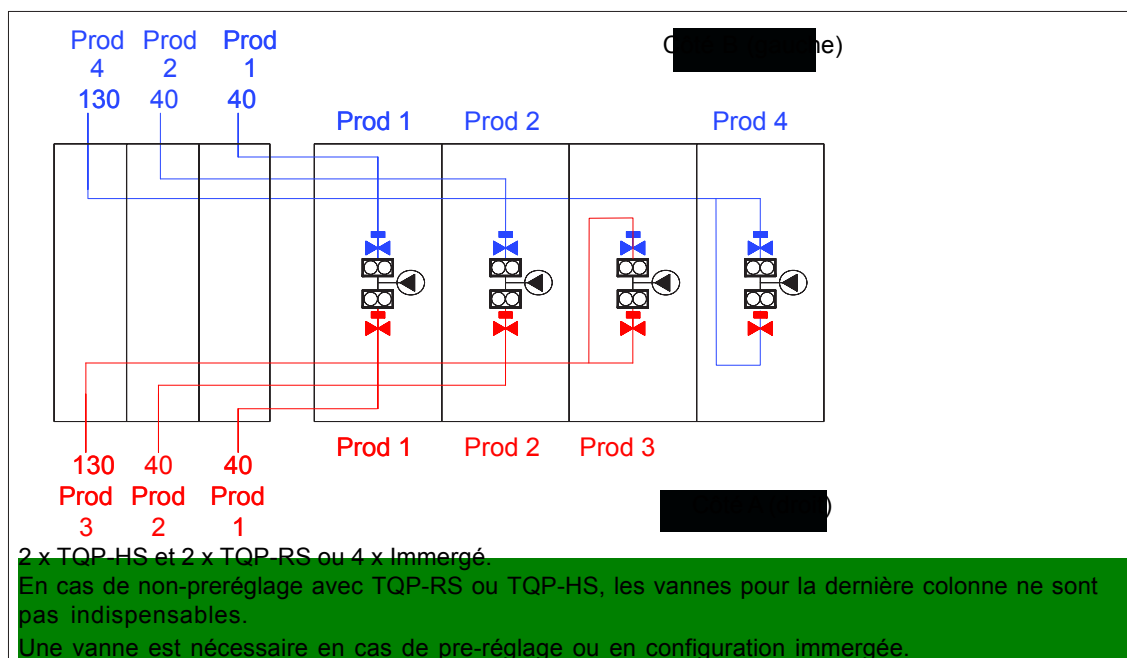 Prod 4 130
Prod 2 40
Prod 1 40
Prod 1 Prod 2 Prod 4
Prod 1 Prod 2 Prod 3
130 Prod 3
40 Prod 2
40 Prod 1
2 x TQP-HS et 2 x TQP-RS ou 4 x Immergé.
En cas de non-preréglage avec TQP-RS ou TQP-HS, les vannes pour la dernière colonne ne sont
pas indispensables.
Une vanne est nécessaire en cas de pre-réglage ou en configuration immergée.